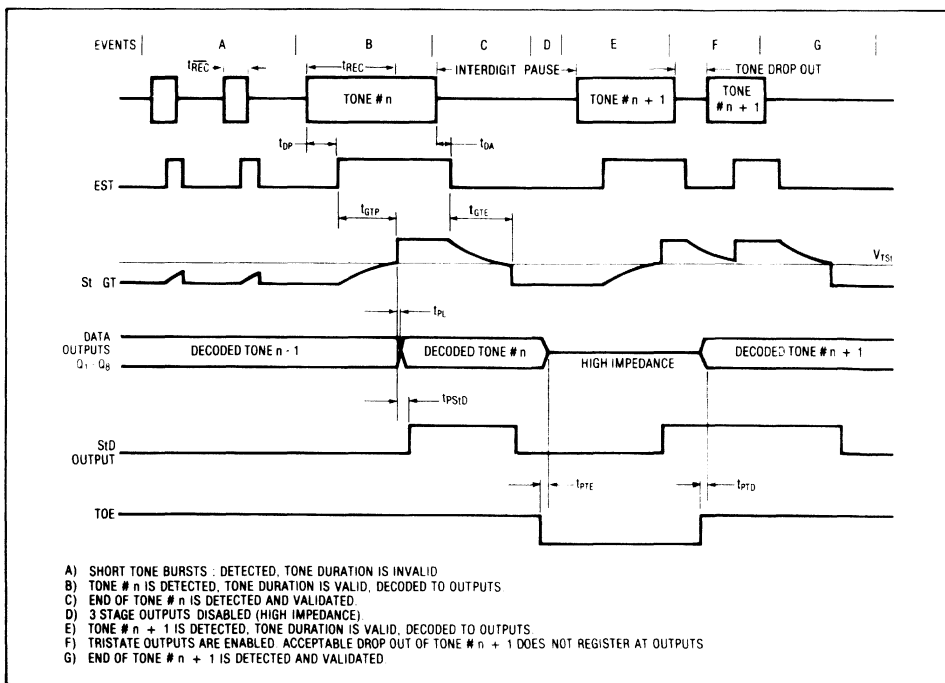 EVENTS A B C D E F G
tREC tREC INTERDIGIT PAUSE TONE DROP OUT
TONE # n TONE # n + 1 TONE # n + 1
tDP tDA
EST
tGTP tGTE
VTSt
St GT
tPL
DATA OUTPUTS Q1 - Q8
DECODED TONE n - 1 DECODED TONE # n HIGH IMPEDANCE DECODED TONE # n + 1
tPStD
StD OUTPUT
tPTE tPTD
TOE
A) SHORT TONE BURSTS : DETECTED, TONE DURATION IS INVALID
B) TONE # n IS DETECTED, TONE DURATION IS VALID, DECODED TO OUTPUTS
C) END OF TONE # n IS DETECTED AND VALIDATED.
D) 3 STAGE OUTPUTS DISABLED (HIGH IMPEDANCE).
E) TONE # n + 1 IS DETECTED, TONE DURATION IS VALID, DECODED TO OUTPUTS
F) TRISTATE OUTPUTS ARE ENABLED. ACCEPTABLE DROP OUT OF TONE # n + 1 DOES NOT REGISTER AT OUTPUTS
G) END OF TONE # n + 1 IS DETECTED AND VALIDATED.